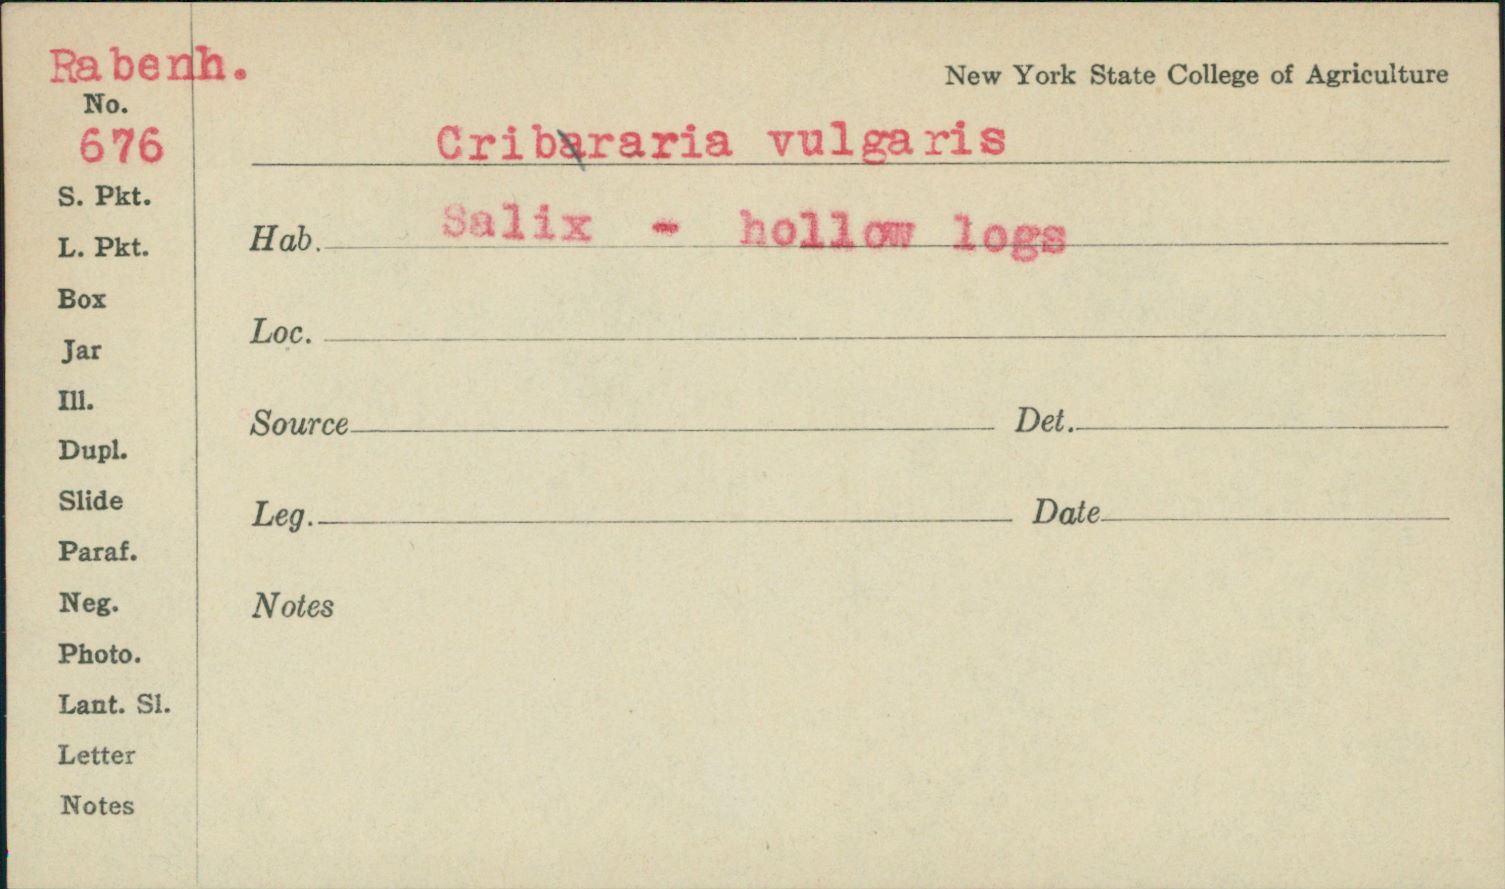 Rabenh.
New York State College of Agriculture
No.
676
Cribararia vulgaris
S. Pkt.
Hab. Salix - hollow logs
L. Pkt.
Box
Loc.
Jar
Ill.
Source Det.
Dupl.
Slide
Leg. Date
Paraf.
Neg.
Notes
Photo.
Lant. Sl.
Letter
Notes